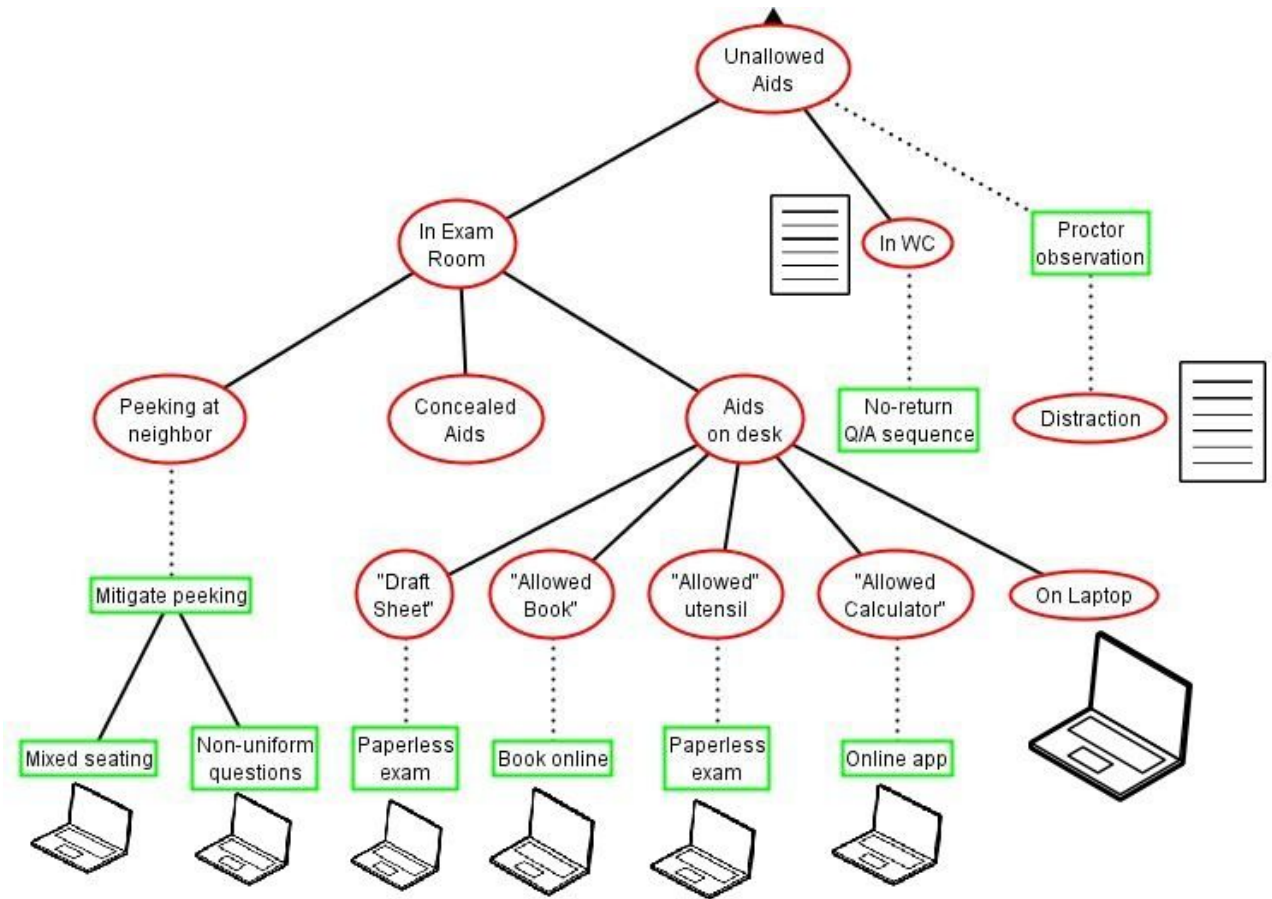 Unallowed
Aids
In Exam
Room
In WC
Proctor
observation
Peeking at
neighbor
Concealed
Aids
Aids
on desk
No-return
Q/A sequence
Distraction
Mitigate peeking
"Draft
Sheet"
"Allowed
Book"
"Allowed"
utensil
"Allowed
Calculator"
On Laptop
Mixed seating
Non-uniform
questions
Paperless
exam
Book online
Paperless
exam
Online app